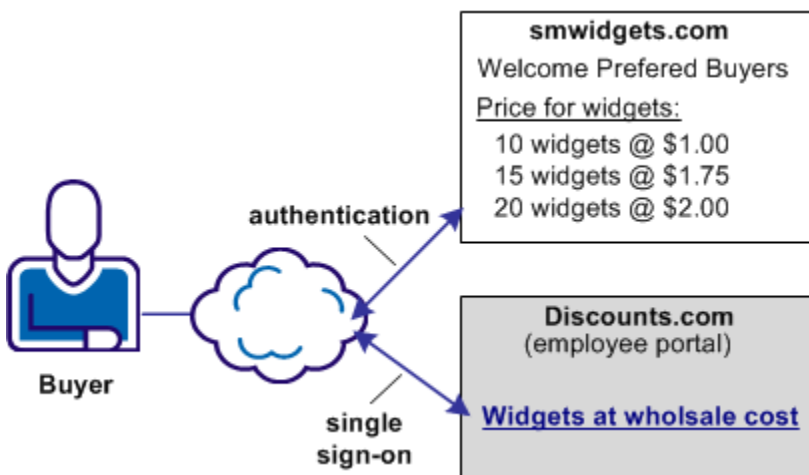 smwidgets.com
Welcome Prefered Buyers
Price for widgets:
10 widgets @ $1.00
15 widgets @ $1.75
20 widgets @ $2.00
authentication
Buyer
Discounts.com
(employee portal)
Widgets at wholsale cost
single
sign-on